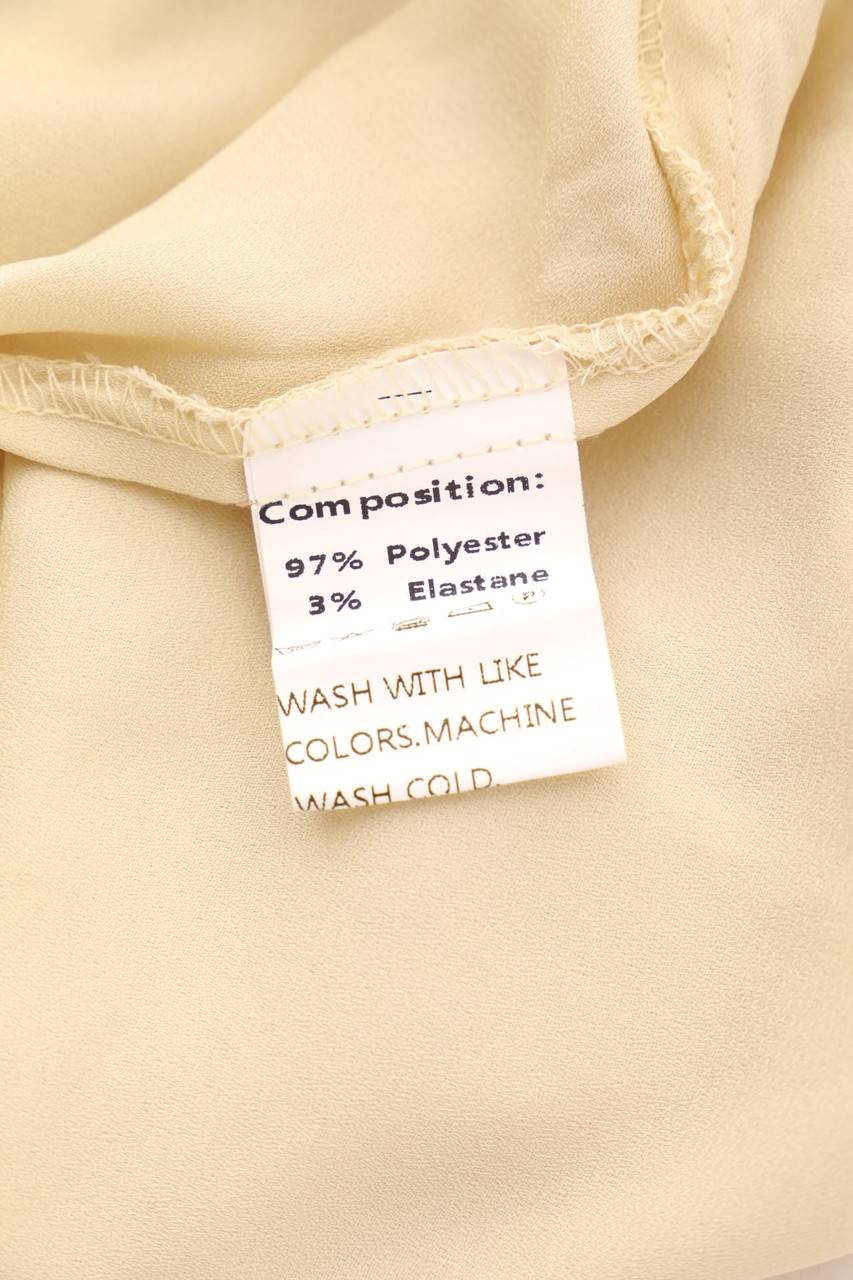 Composition:
97% Polyester
3% Elastane
WASH WITH LIKE
COLORS.MACHINE
WASH COLD.